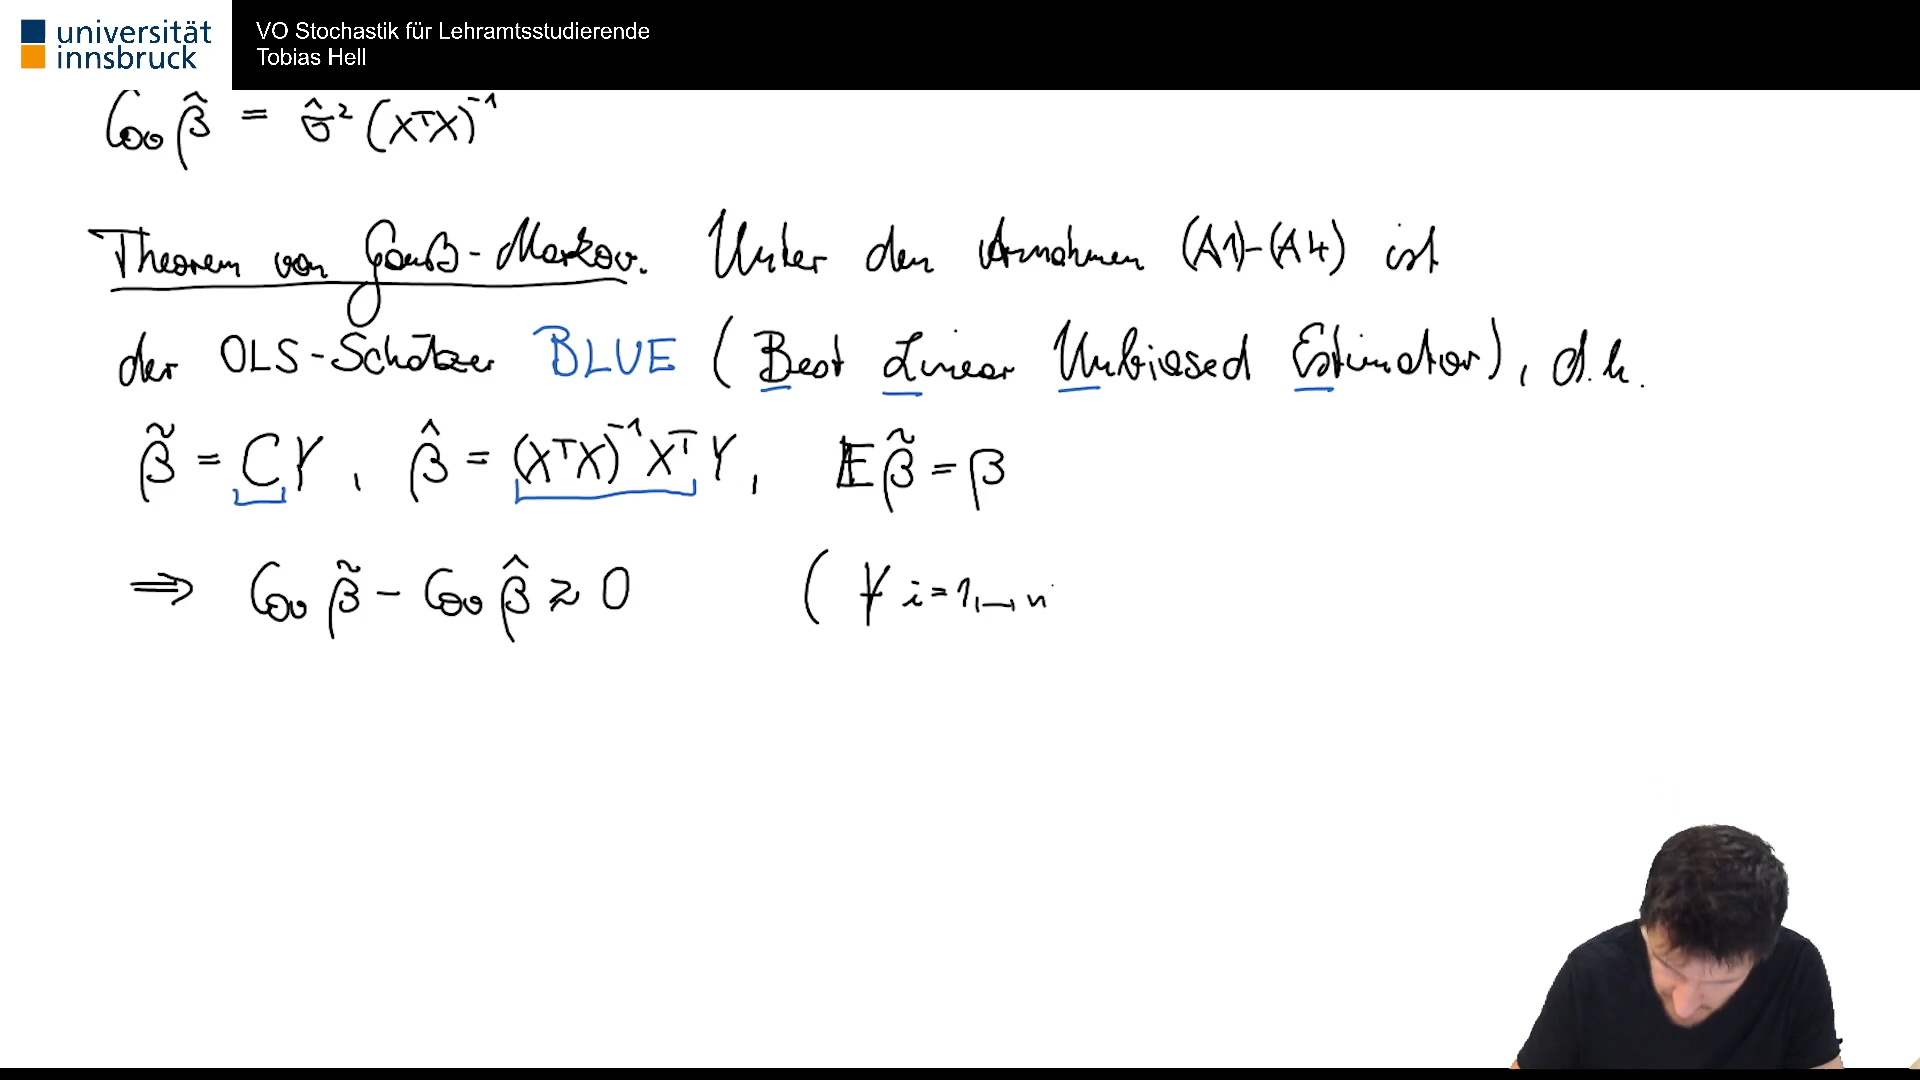 universität
innsbruck
VO Stochastik für Lehramtsstudierende
Tobias Hell
Cov β̂ = σ̂² (XᵀX)⁻¹
Theorem von Gauß-Markov. Unter den Annahmen (A1)-(A4) ist
der OLS-Schätzer BLUE (Best Linear Unbiased Estimator), d.h.
β̃ = CY, β̂ = (XᵀX)⁻¹XᵀY, 𝔼β̃ = β
⇒ Cov β̃ - Cov β̂ ≥ 0 ( ∀ i=1,...,n